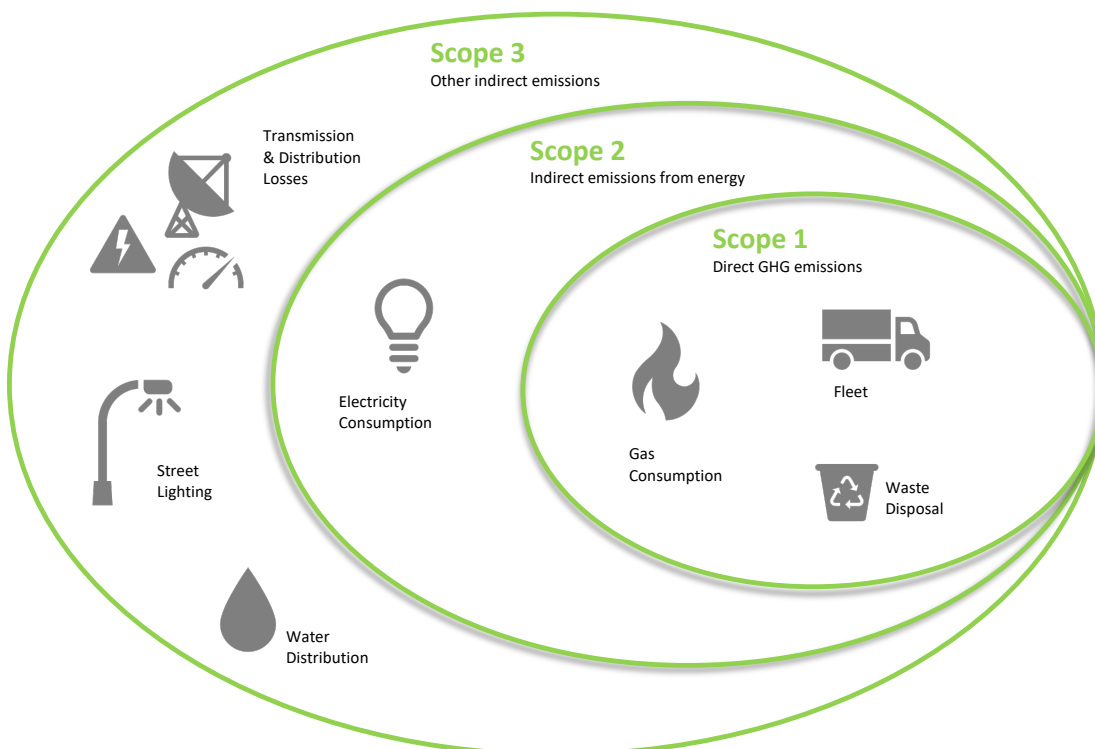 Scope 3
Other indirect emissions
Transmission
& Distribution
Losses
Scope 2
Indirect emissions from energy
Scope 1
Direct GHG emissions
Electricity
Consumption
Fleet
Gas
Consumption
Street
Lighting
Waste
Disposal
Water
Distribution